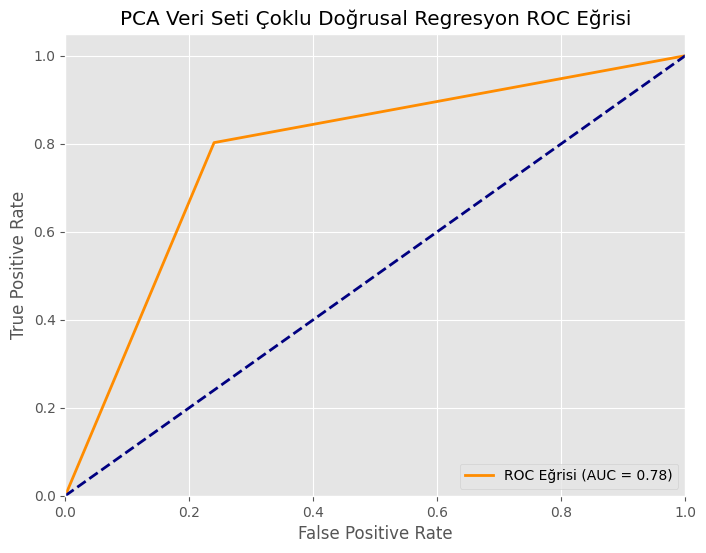 PCA Veri Seti Çoklu Doğrusal Regresyon ROC Eğrisi
True Positive Rate
1.0
0.8
0.6
0.4
0.2
0.0
0.0 0.2 0.4 0.6 0.8 1.0
False Positive Rate
ROC Eğrisi (AUC = 0.78)